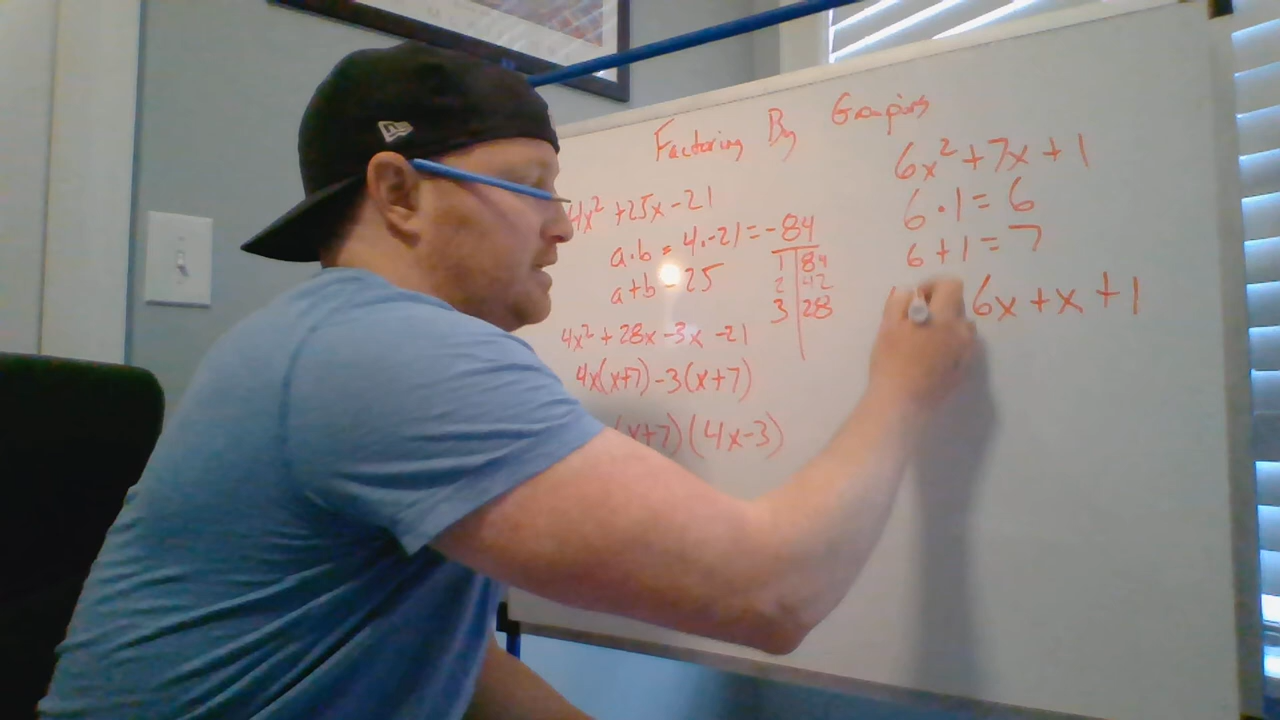 Factoring By Grouping
4x² + 25x - 21
a·b = 4·-21 = -84
a+b = 25
1 | 84
2 | 42
3 | 28
4x² + 28x - 3x - 21
4x(x+7) - 3(x+7)
(x+7)(4x-3)
6x² + 7x + 1
6·1 = 6
6 + 1 = 7
6x + x + 1